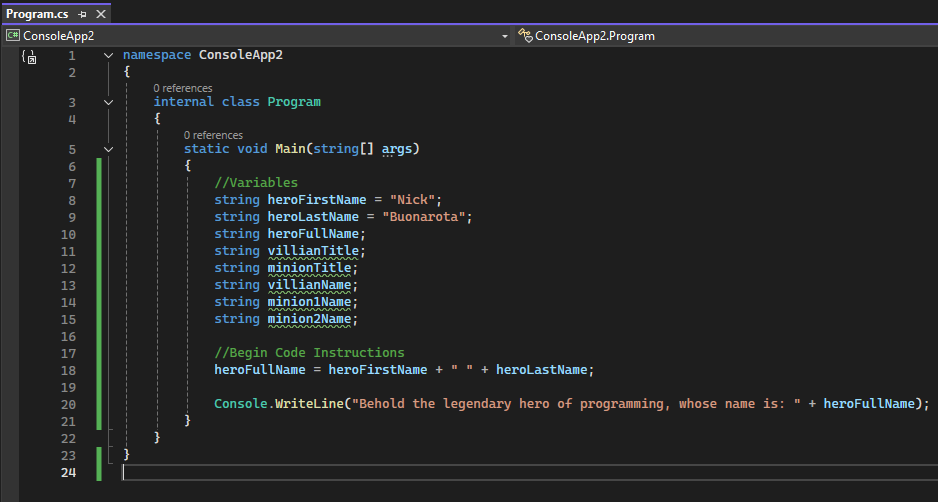 Program.cs
C# ConsoleApp2
ConsoleApp2.Program
1 namespace ConsoleApp2
2 {
0 references
3 internal class Program
4 {
0 references
5 static void Main(string[] args)
6 {
7 //Variables
8 string heroFirstName = "Nick";
9 string heroLastName = "Buonarota";
10 string heroFullName;
11 string villianTitle;
12 string minionTitle;
13 string villianName;
14 string minion1Name;
15 string minion2Name;
16
17 //Begin Code Instructions
18 heroFullName = heroFirstName + " " + heroLastName;
19
20 Console.WriteLine("Behold the legendary hero of programming, whose name is: " + heroFullName);
21 }
22 }
23 }
24